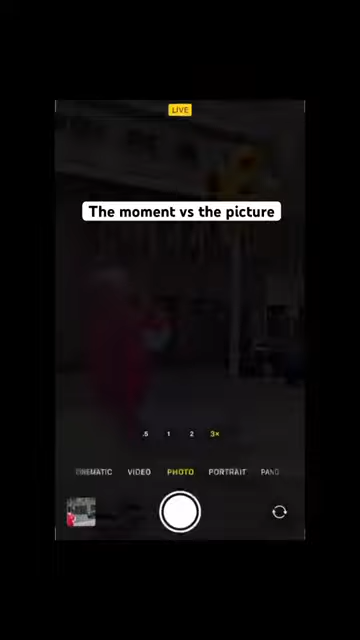 LIVE
The moment vs the picture
.5 1 2 3×
CINEMATIC VIDEO PHOTO PORTRAIT PANO